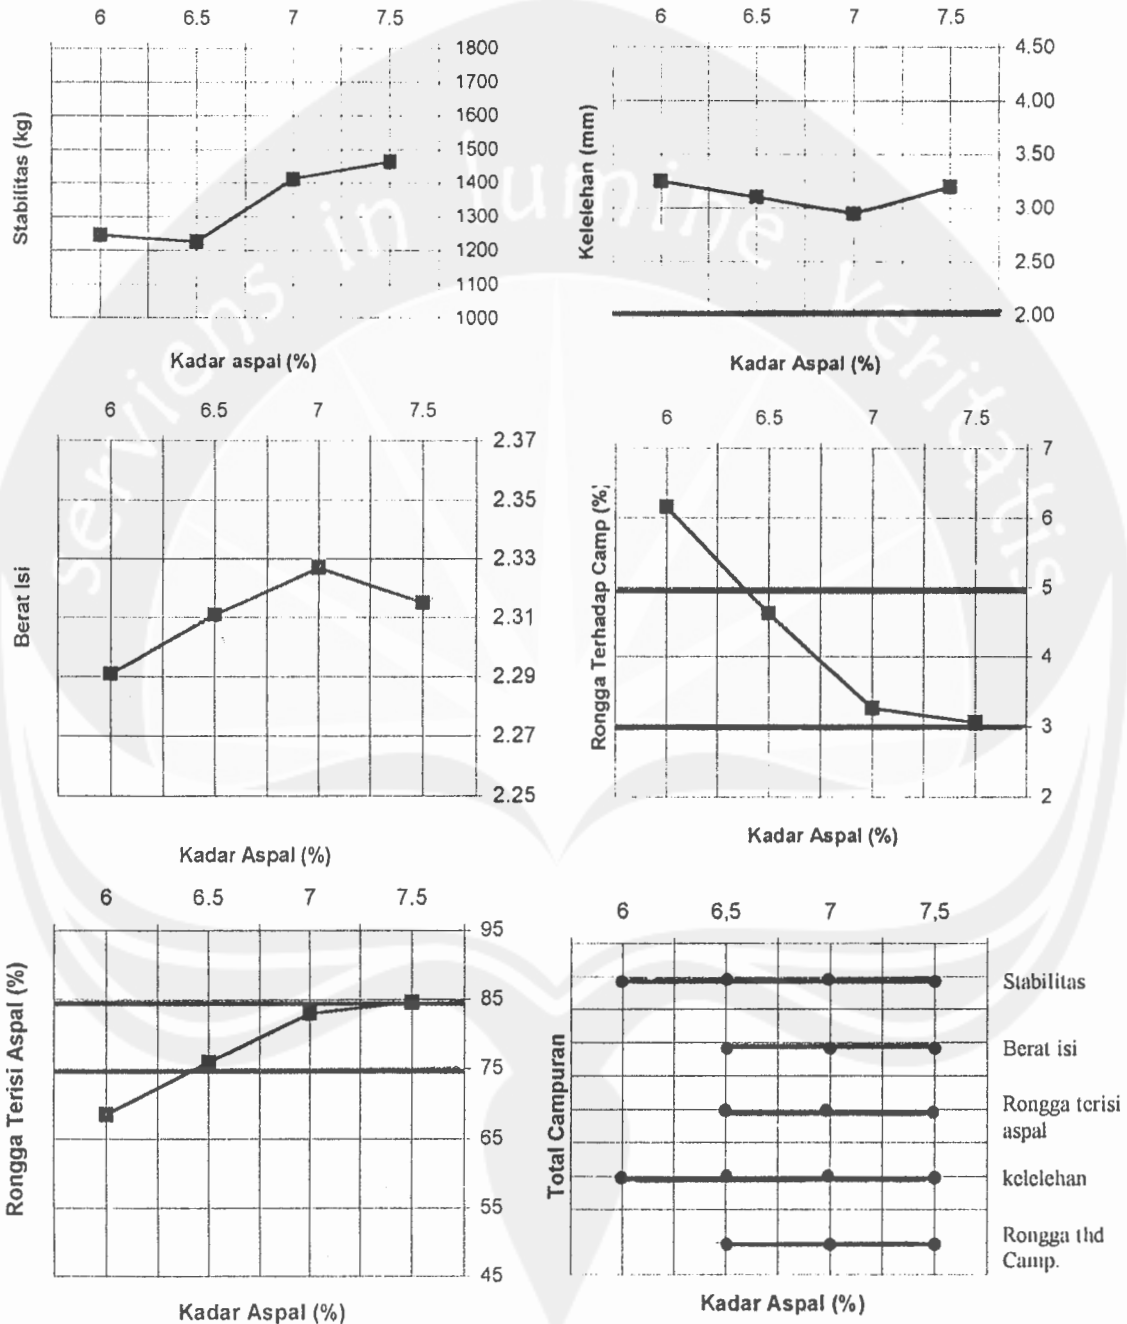 6 6.5 7 7.5
1800
1700
1600
1500
1400
1300
1200
1100
1000
Stabilitas (kg)
Kadar aspal (%)
6 6.5 7 7.5
4.50
4.00
3.50
3.00
2.50
2.00
Kelelehan (mm)
Kadar Aspal (%)
6 6.5 7 7.5
2.37
2.35
2.33
2.31
2.29
2.27
2.25
Berat Isi
Kadar Aspal (%)
6 6.5 7 7.5
7
6
5
4
3
2
Rongga Terhadap Camp (%)
Kadar Aspal (%)
6 6.5 7 7.5
95
85
75
65
55
45
Rongga Terisi Aspal (%)
Kadar Aspal (%)
6 6,5 7 7,5
Stabilitas
Berat isi
Rongga terisi
aspal
kelelehan
Rongga thd
Camp.
Total Campuran
Kadar Aspal (%)
serviens in lumine veritatis